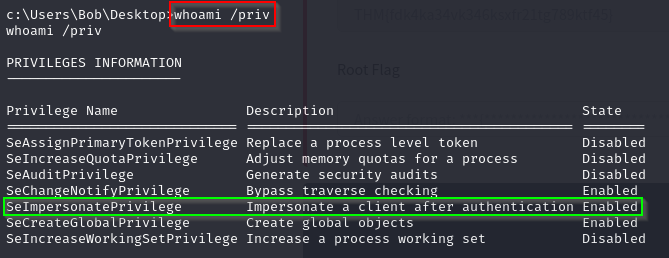 c:\Users\Bob\Desktop>whoami /priv
whoami /priv
Root Flag
PRIVILEGES INFORMATION
----------------------
Privilege Name Description State
============================= ========================================= ========
SeAssignPrimaryTokenPrivilege Replace a process level token Disabled
SeIncreaseQuotaPrivilege Adjust memory quotas for a process Disabled
SeAuditPrivilege Generate security audits Disabled
SeChangeNotifyPrivilege Bypass traverse checking Enabled
SeImpersonatePrivilege Impersonate a client after authentication Enabled
SeCreateGlobalPrivilege Create global objects Enabled
SeIncreaseWorkingSetPrivilege Increase a process working set Disabled